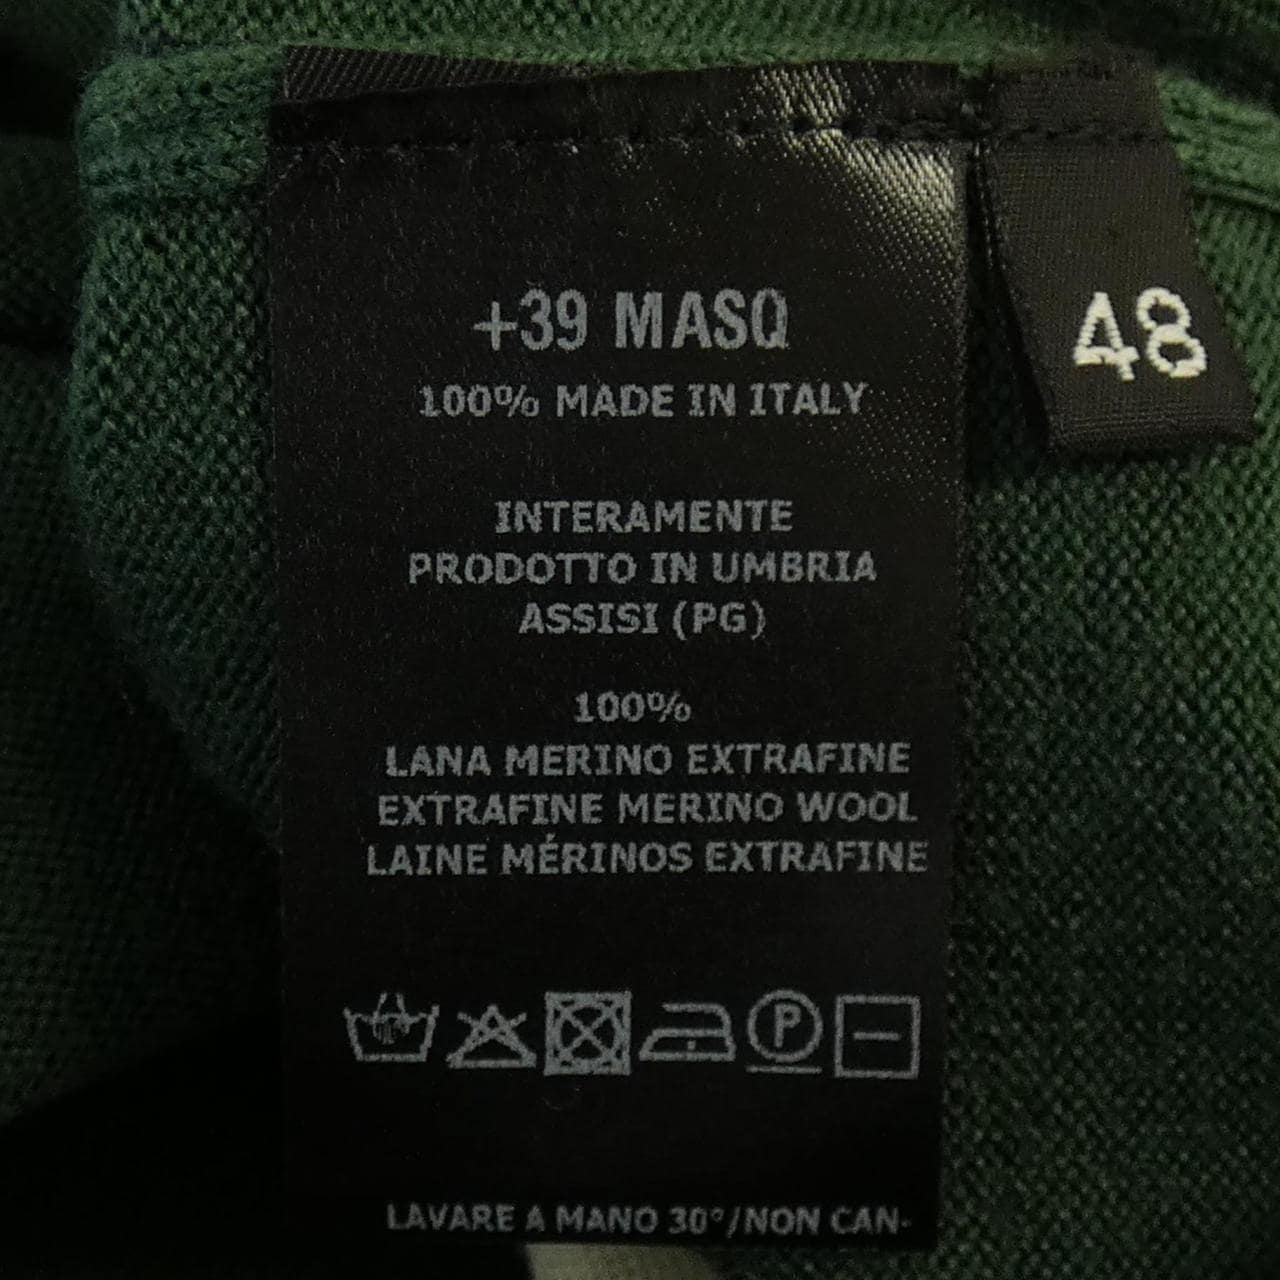 +39 MASQ
100% MADE IN ITALY
48
INTERAMENTE
PRODOTTO IN UMBRIA
ASSISI (PG)
100%
LANA MERINO EXTRAFINE
EXTRAFINE MERINO WOOL
LAINE MÉRINOS EXTRAFINE
P
LAVARE A MANO 30°/NON CAN-